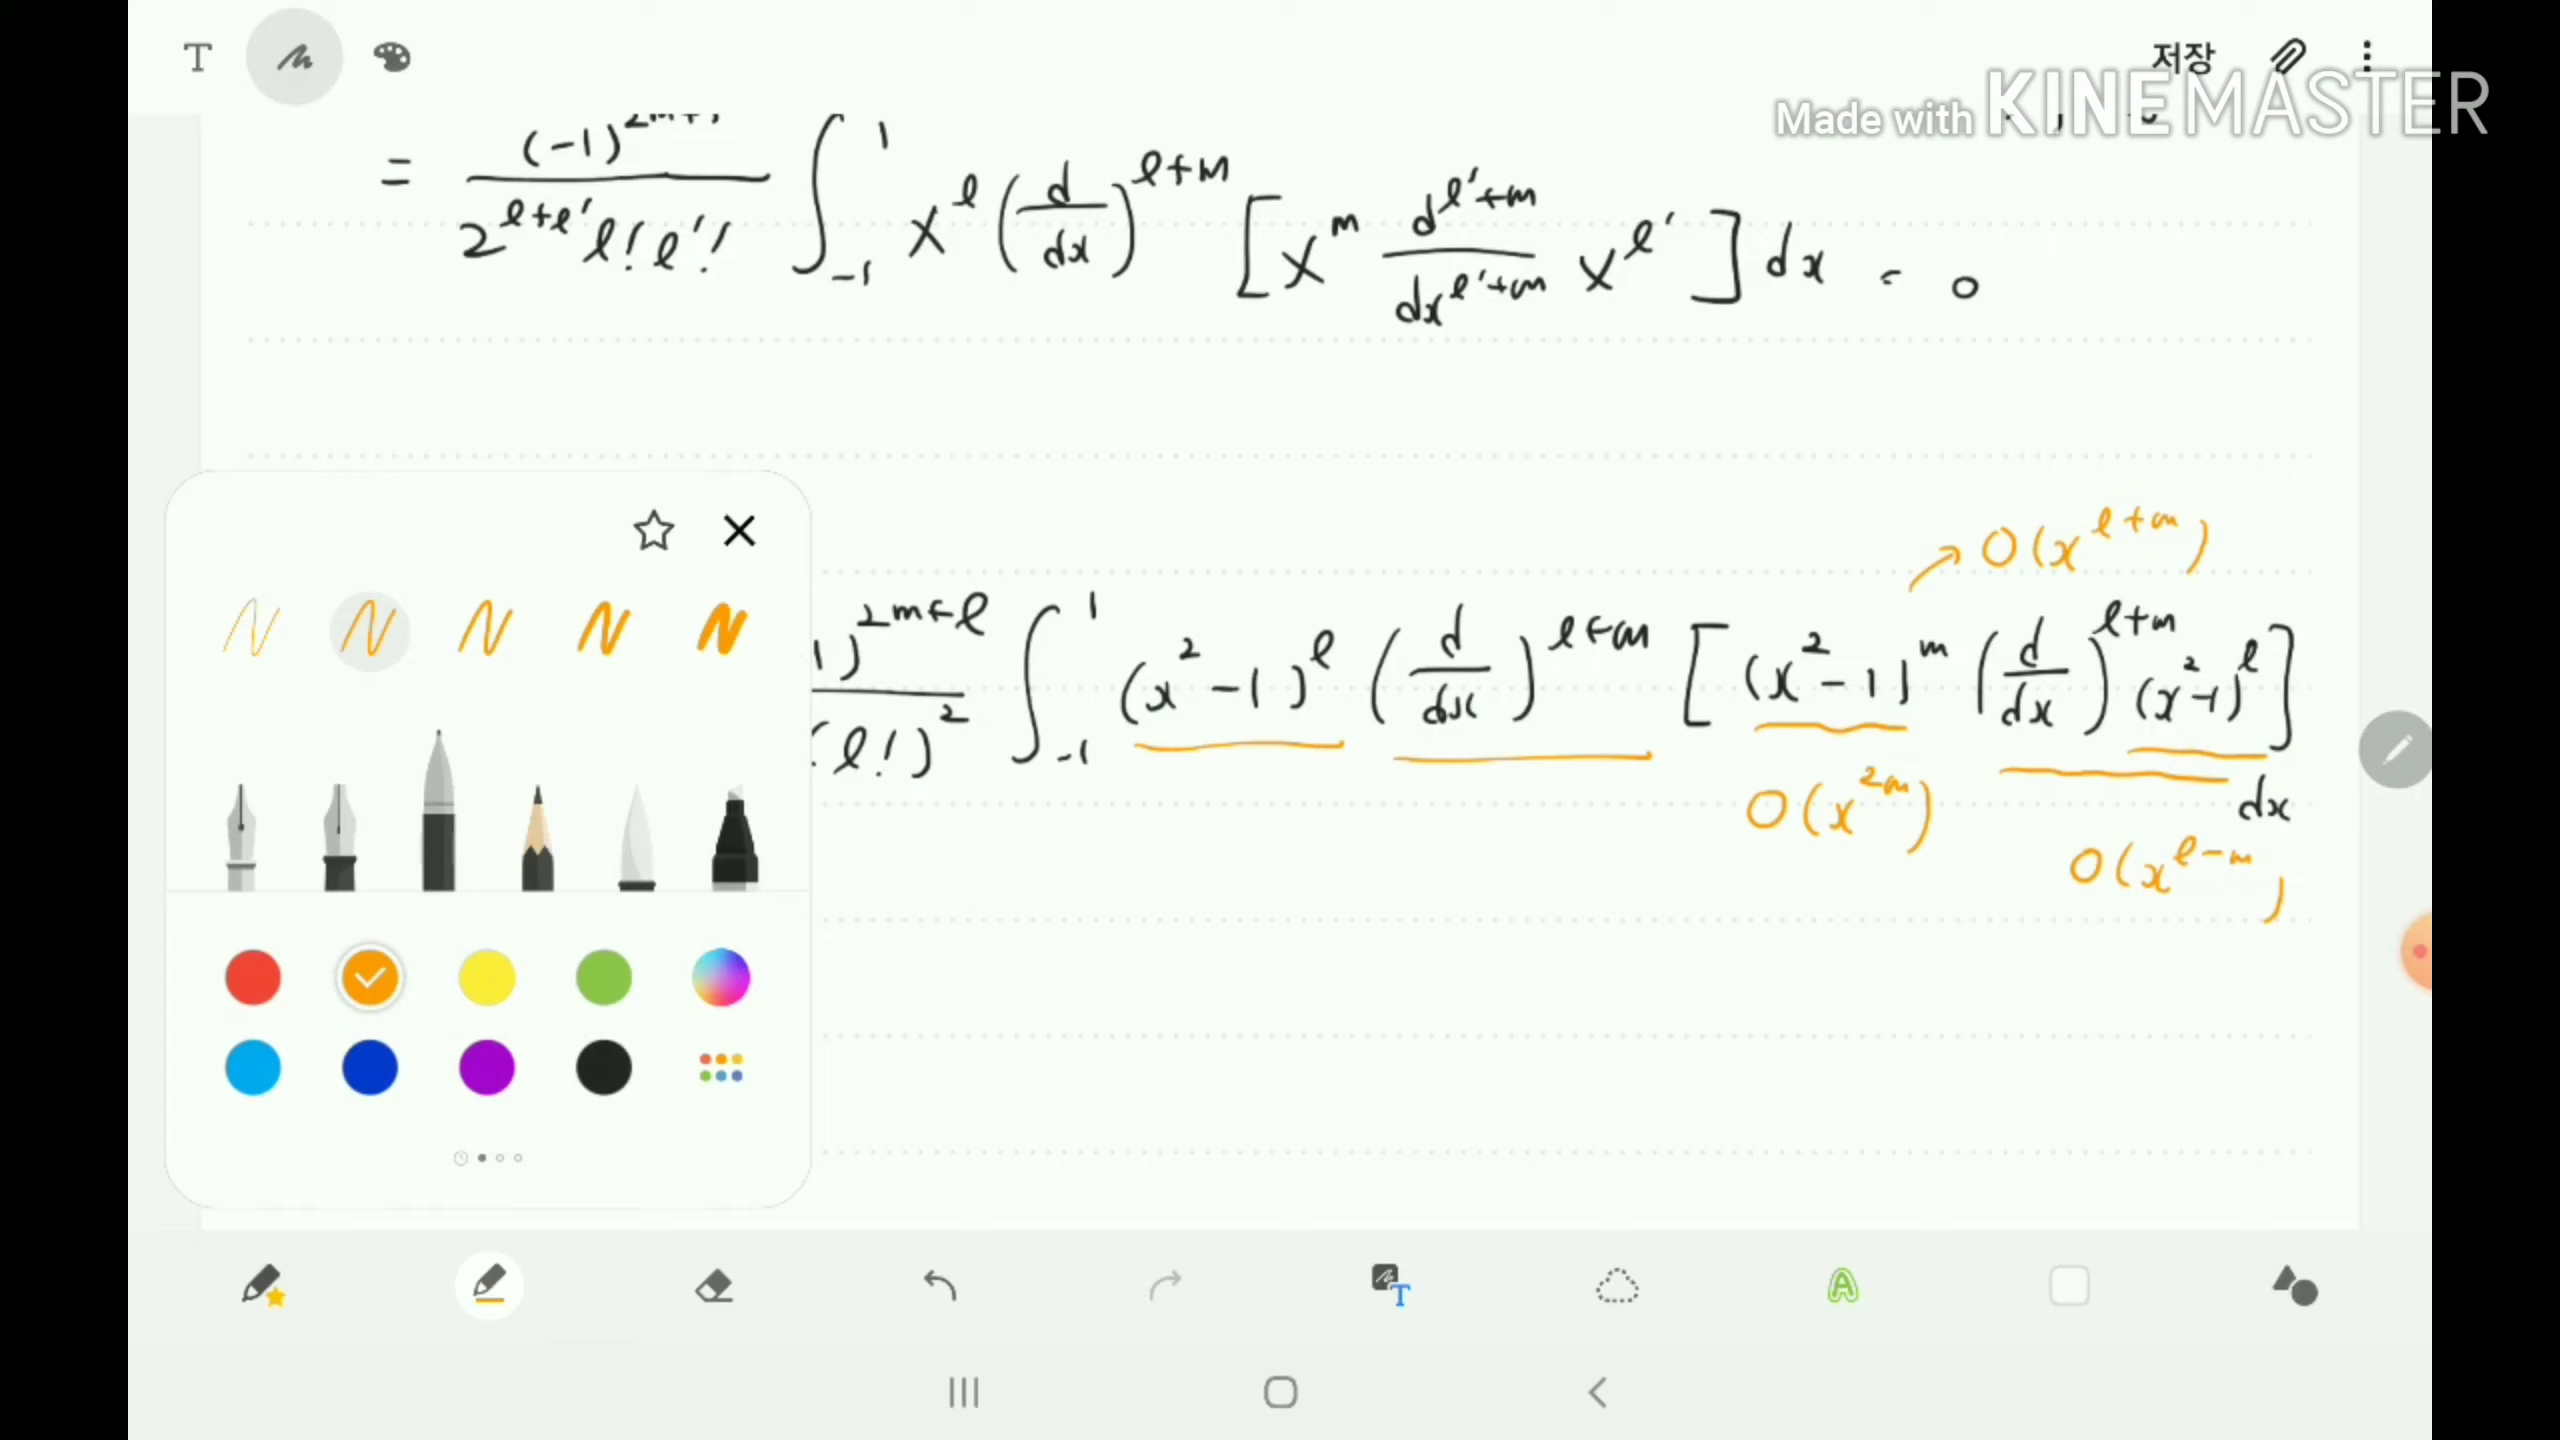 저장
Made with KINEMASTER
= (-1) / 2^{l+l'} l! l'! ∫_{-1}^{1} X^l (d/dx)^{l+m} [X^m d^{l'+m}/dx^{l'+m} X^{l'}] dx = 0
O(x^{l+m})
1)^{2m+l} / (l!)^2 ∫_{-1}^{1} (x^2-1)^l (d/dx)^{l+m} [(x^2-1)^m (d/dx)^{l+m} (x^2-1)^l]
dx
O(x^{2m})
O(x^{l-m})